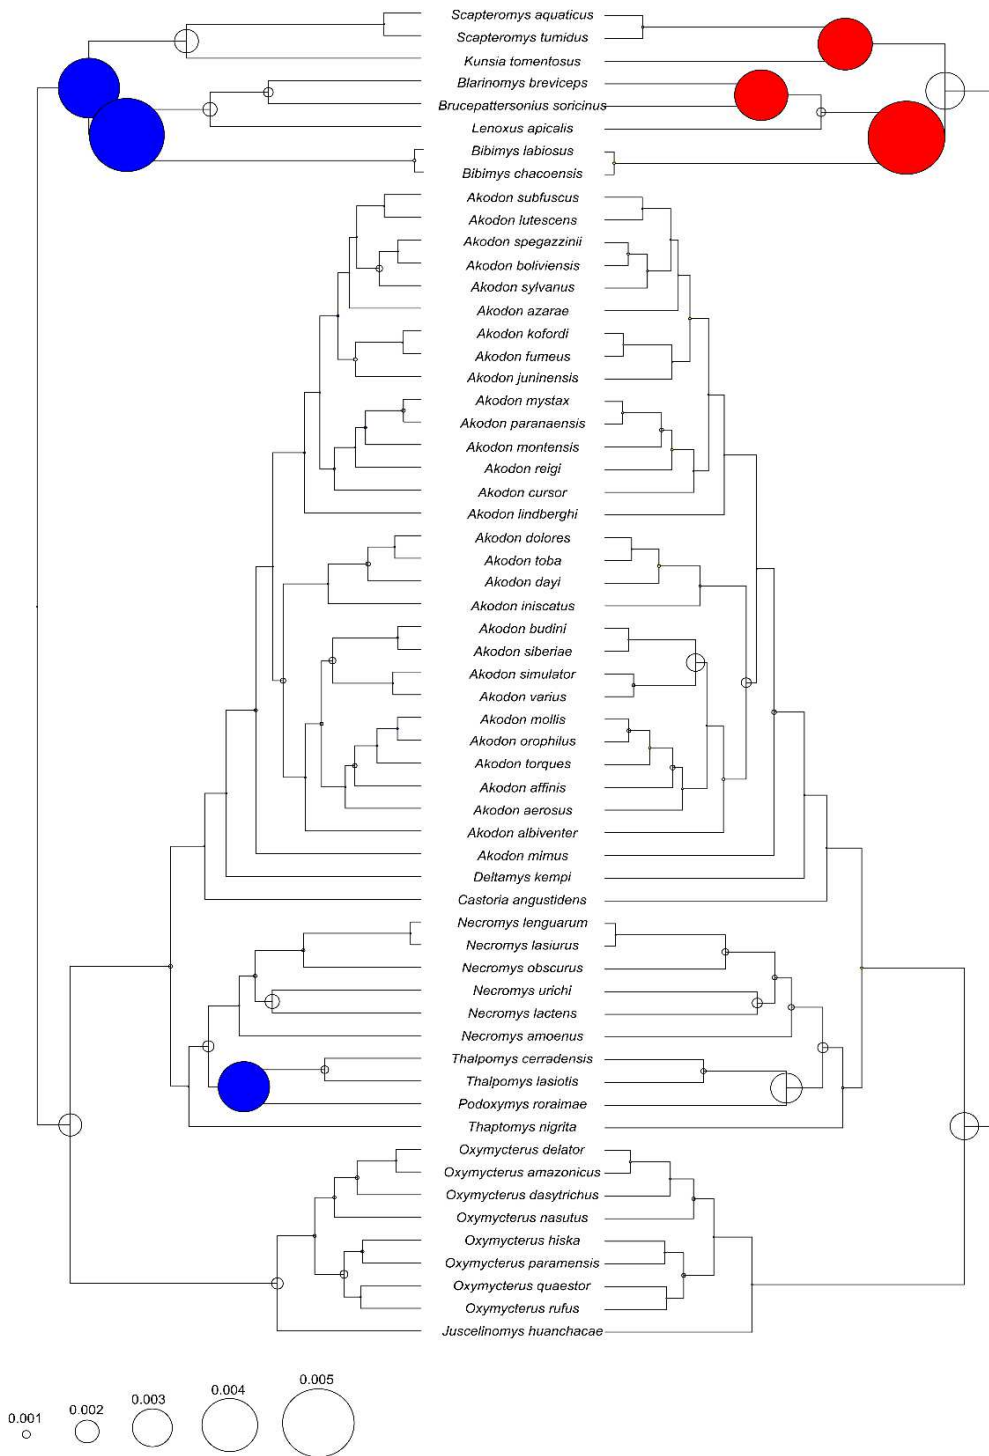 Scapteromys aquaticus
Scapteromys tumidus
Kunsia tomentosus
Blarinomys breviceps
Brucepattersonius soricinus
Lenoxus apicalis
Bibimys labiosus
Bibimys chacoensis
Akodon subfuscus
Akodon lutescens
Akodon spegazzinii
Akodon boliviensis
Akodon sylvanus
Akodon azarae
Akodon kofordi
Akodon fumeus
Akodon juninensis
Akodon mystax
Akodon paranaensis
Akodon montensis
Akodon reigi
Akodon cursor
Akodon lindberghi
Akodon dolores
Akodon toba
Akodon dayi
Akodon iniscatus
Akodon budini
Akodon siberiae
Akodon simulator
Akodon varius
Akodon mollis
Akodon orophilus
Akodon torques
Akodon affinis
Akodon aerosus
Akodon albiventer
Akodon mimus
Deltamys kempi
Castoria angustidens
Necromys lenguarum
Necromys lasiurus
Necromys obscurus
Necromys urichi
Necromys lactens
Necromys amoenus
Thalpomys cerradensis
Thalpomys lasiotis
Podoxymys roraimae
Thaptomys nigrita
Oxymycterus delator
Oxymycterus amazonicus
Oxymycterus dasytrichus
Oxymycterus nasutus
Oxymycterus hiska
Oxymycterus paramensis
Oxymycterus quaestor
Oxymycterus rufus
Juscelinomys huanchacae
0.001 0.002 0.003 0.004 0.005